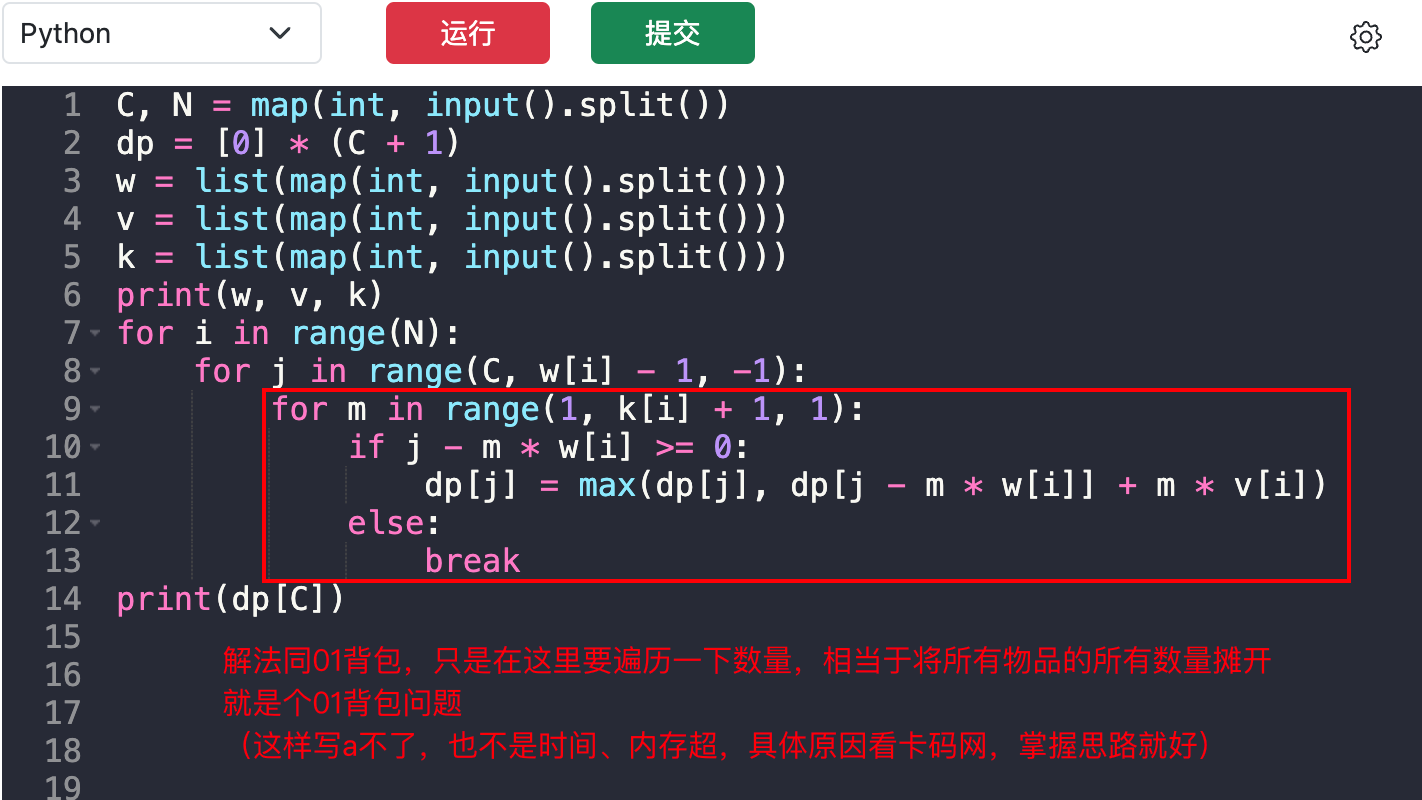 Python 运行 提交
1 C, N = map(int, input().split())
2 dp = [0] * (C + 1)
3 w = list(map(int, input().split()))
4 v = list(map(int, input().split()))
5 k = list(map(int, input().split()))
6 print(w, v, k)
7 for i in range(N):
8     for j in range(C, w[i] - 1, -1):
9         for m in range(1, k[i] + 1, 1):
10             if j - m * w[i] >= 0:
11                 dp[j] = max(dp[j], dp[j - m * w[i]] + m * v[i])
12             else:
13                 break
14 print(dp[C])
15
16 解法同01背包，只是在这里要遍历一下数量，相当于将所有物品的所有数量摊开
17 就是个01背包问题
18 （这样写a不了，也不是时间、内存超，具体原因看卡码网，掌握思路就好）
19